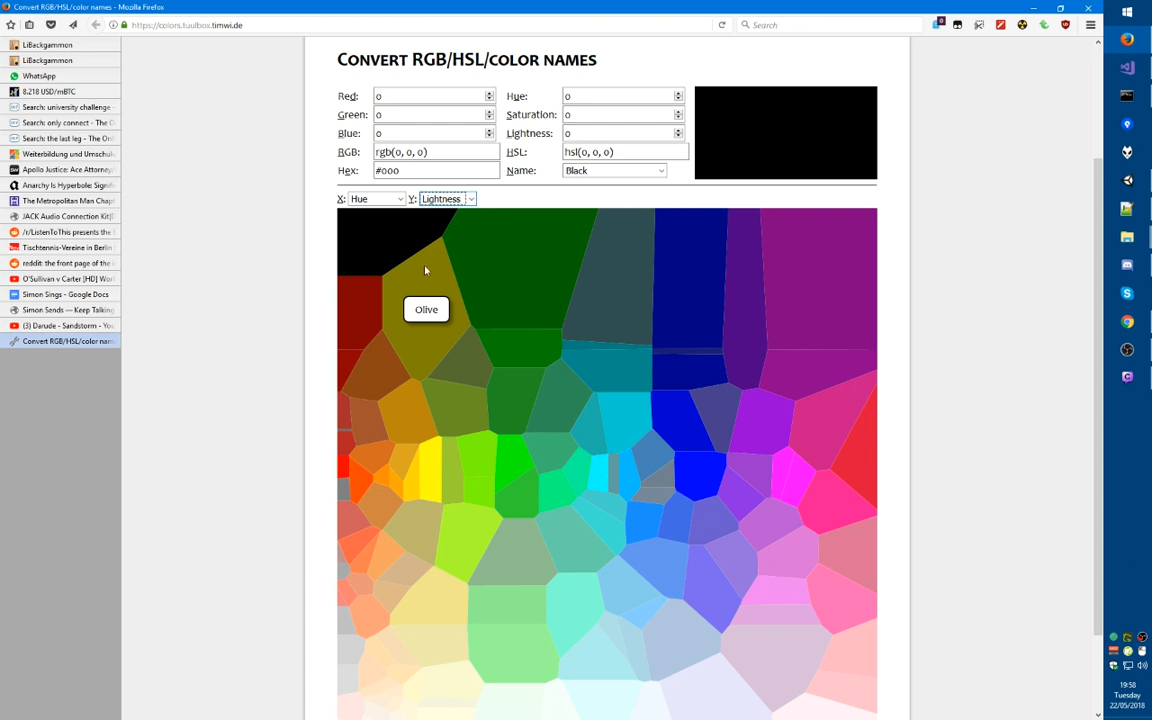 Convert RGB/HSL/color names - Mozilla Firefox
https://colors.tuulbox.timwi.de
Search
LiBackgammon
LiBackgammon
WhatsApp
8.218 USD/mBTC
Search: university challenge -
Search: only connect - The O
Search: the last leg - The Onl
Weiterbildung und Umschul
Apollo Justice: Ace Attorney
Anarchy Is Hyperbole: Signif
The Metropolitan Man Chap
JACK Audio Connection Kit|D
/r/ListenToThis presents the
Tischtennis-Vereine in Berlin
reddit: the front page of the i
O'Sullivan v Carter [HD] Wor
Simon Sings - Google Docs
Simon Sends — Keep Talking
(3) Darude - Sandstorm - Yo
Convert RGB/HSL/color nam
CONVERT RGB/HSL/COLOR NAMES
Red: 0 Hue: 0
Green: 0 Saturation: 0
Blue: 0 Lightness: 0
RGB: rgb(0, 0, 0) HSL: hsl(0, 0, 0)
Hex: #000 Name: Black
X: Hue Y: Lightness
Olive
19:58
Tuesday
22/05/2018